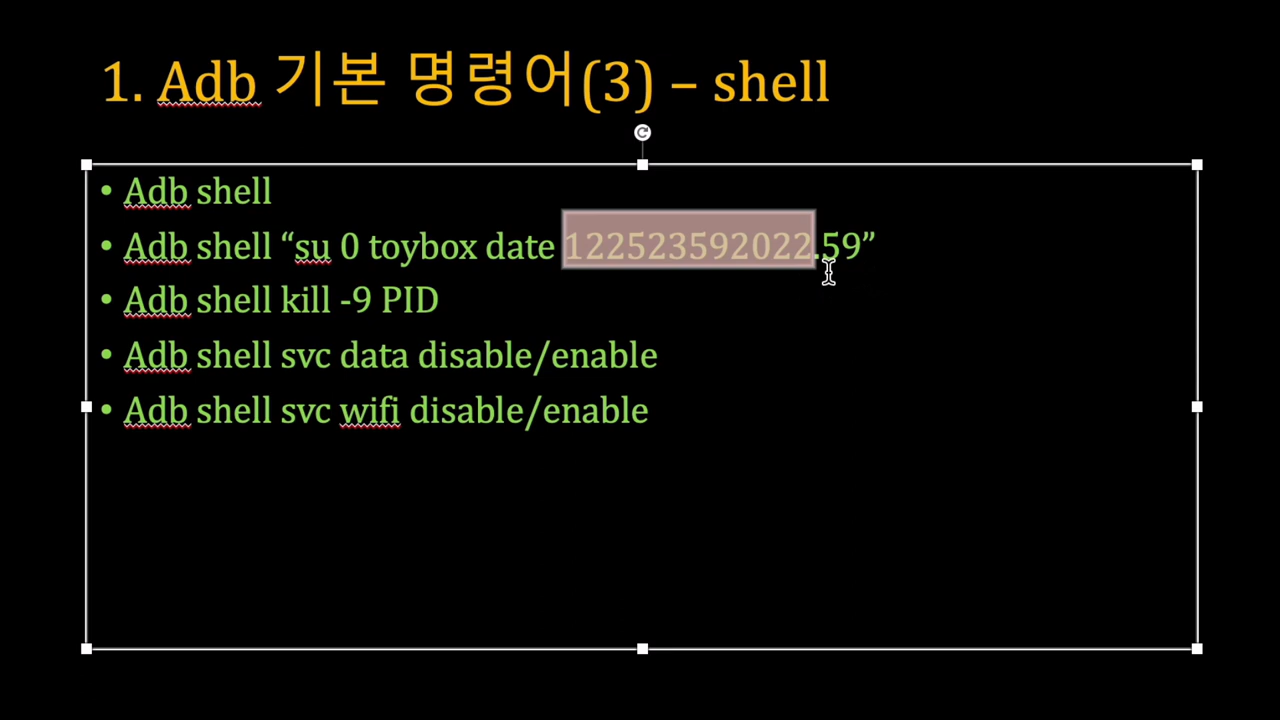 1. Adb 기본 명령어(3) – shell
• Adb shell
• Adb shell “su 0 toybox date 122523592022.59”
• Adb shell kill -9 PID
• Adb shell svc data disable/enable
• Adb shell svc wifi disable/enable